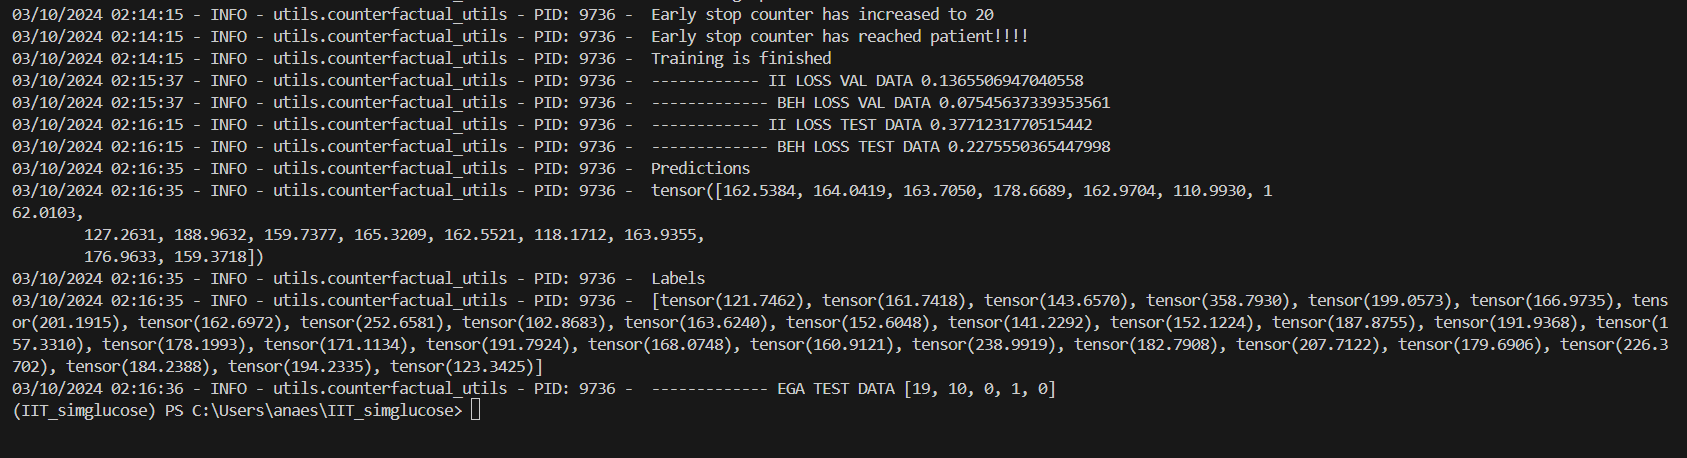 03/10/2024 02:14:15 - INFO - utils.counterfactual_utils - PID: 9736 -  Early stop counter has increased to 20
03/10/2024 02:14:15 - INFO - utils.counterfactual_utils - PID: 9736 -  Early stop counter has reached patient!!!!
03/10/2024 02:14:15 - INFO - utils.counterfactual_utils - PID: 9736 -  Training is finished
03/10/2024 02:15:37 - INFO - utils.counterfactual_utils - PID: 9736 -  ------------ II LOSS VAL DATA 0.1365506947040558
03/10/2024 02:15:37 - INFO - utils.counterfactual_utils - PID: 9736 -  ------------- BEH LOSS VAL DATA 0.07545637339353561
03/10/2024 02:16:15 - INFO - utils.counterfactual_utils - PID: 9736 -  ------------ II LOSS TEST DATA 0.3771231770515442
03/10/2024 02:16:15 - INFO - utils.counterfactual_utils - PID: 9736 -  ------------- BEH LOSS TEST DATA 0.2275550365447998
03/10/2024 02:16:35 - INFO - utils.counterfactual_utils - PID: 9736 -  Predictions
03/10/2024 02:16:35 - INFO - utils.counterfactual_utils - PID: 9736 -  tensor([162.5384, 164.0419, 163.7050, 178.6689, 162.9704, 110.9930, 1
62.0103,
        127.2631, 188.9632, 159.7377, 165.3209, 162.5521, 118.1712, 163.9355,
        176.9633, 159.3718])
03/10/2024 02:16:35 - INFO - utils.counterfactual_utils - PID: 9736 -  Labels
03/10/2024 02:16:35 - INFO - utils.counterfactual_utils - PID: 9736 -  [tensor(121.7462), tensor(161.7418), tensor(143.6570), tensor(358.7930), tensor(199.0573), tensor(166.9735), tens
or(201.1915), tensor(162.6972), tensor(252.6581), tensor(102.8683), tensor(163.6240), tensor(152.6048), tensor(141.2292), tensor(152.1224), tensor(187.8755), tensor(191.9368), tensor(1
57.3310), tensor(178.1993), tensor(171.1134), tensor(191.7924), tensor(168.0748), tensor(160.9121), tensor(238.9919), tensor(182.7908), tensor(207.7122), tensor(179.6906), tensor(226.3
702), tensor(184.2388), tensor(194.2335), tensor(123.3425)]
03/10/2024 02:16:36 - INFO - utils.counterfactual_utils - PID: 9736 -  ------------- EGA TEST DATA [19, 10, 0, 1, 0]
(IIT_simglucose) PS C:\Users\anaes\IIT_simglucose>